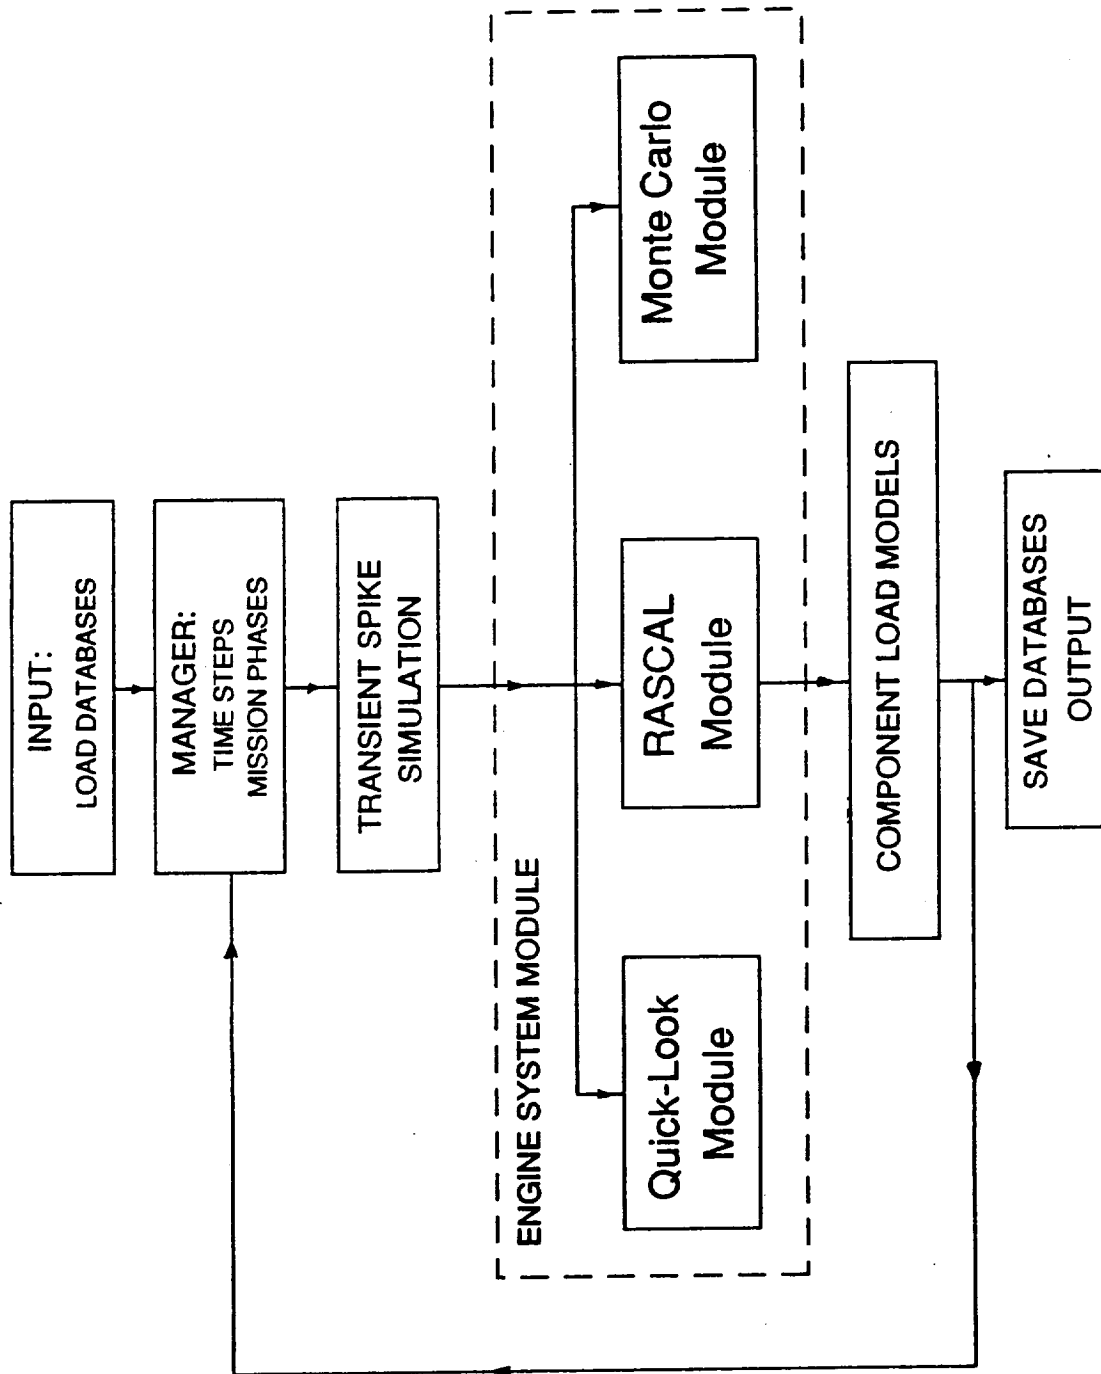 INPUT:
LOAD DATABASES
MANAGER:
TIME STEPS
MISSION PHASES
TRANSIENT SPIKE
SIMULATION
ENGINE SYSTEM MODULE
Quick-Look
Module
RASCAL
Module
Monte Carlo
Module
COMPONENT LOAD MODELS
SAVE DATABASES
OUTPUT